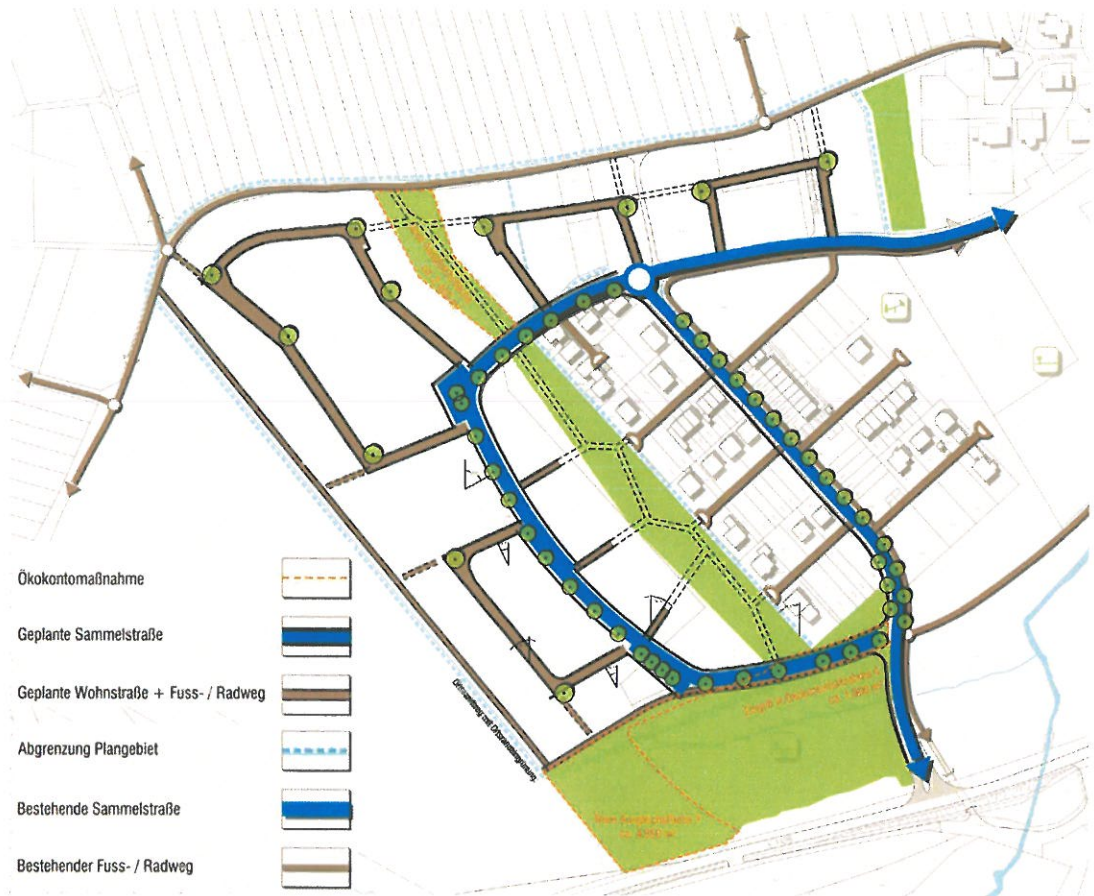 Ökokontomaßnahme
Geplante Sammelstraße
Geplante Wohnstraße + Fuss- / Radweg
Abgrenzung Plangebiet
Bestehende Sammelstraße
Bestehender Fuss- / Radweg